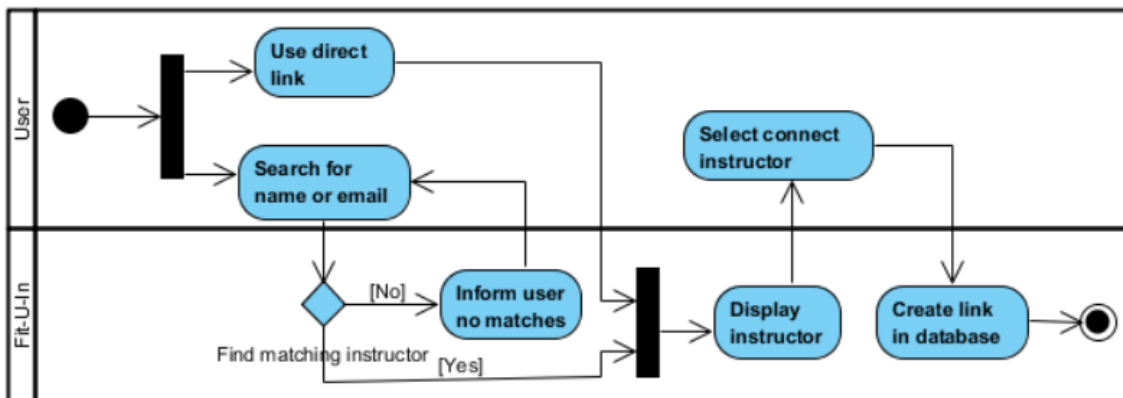 User
Use direct
link
Search for
name or email
Select connect
instructor
Fit-U-In
[No]
Inform user
no matches
Find matching instructor
[Yes]
Display
instructor
Create link
in database